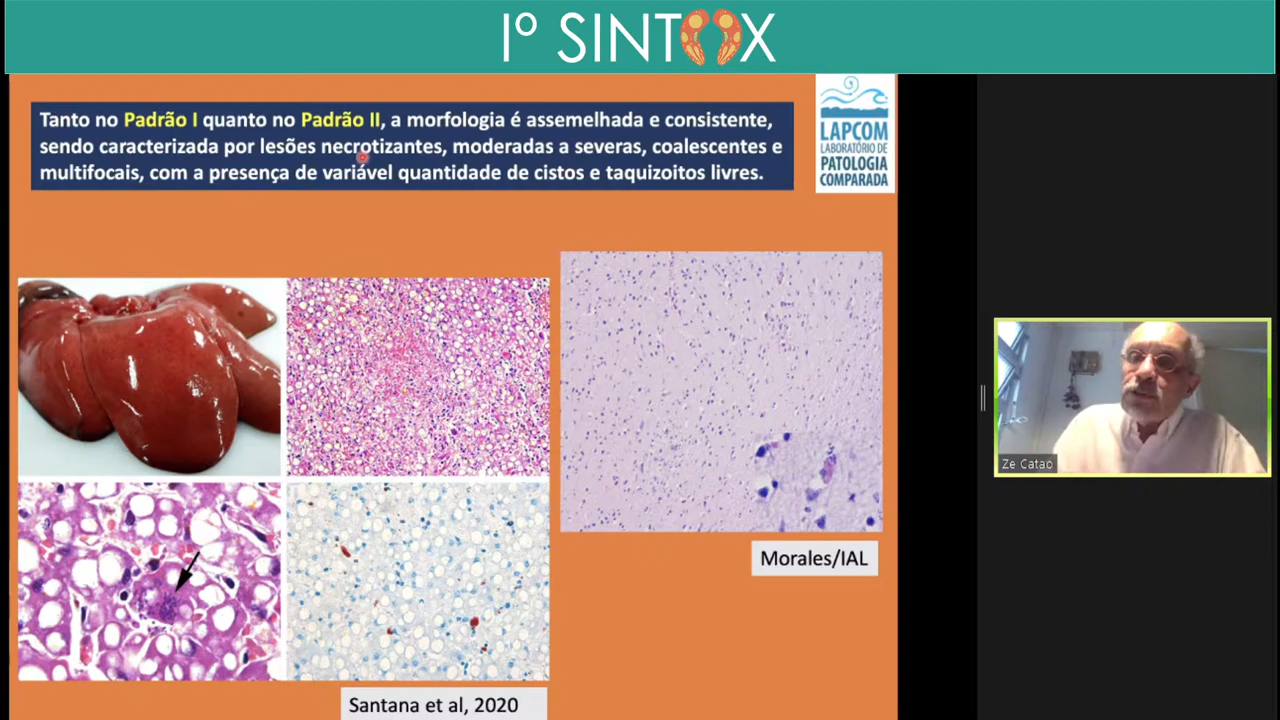 Iº SINTOX
Tanto no Padrão I quanto no Padrão II, a morfologia é assemelhada e consistente,
sendo caracterizada por lesões necrotizantes, moderadas a severas, coalescentes e
multifocais, com a presença de variável quantidade de cistos e taquizoitos livres.
LAPCOM
LABORATÓRIO DE
PATOLOGIA
COMPARADA
Morales/IAL
Santana et al, 2020
Ze Catao